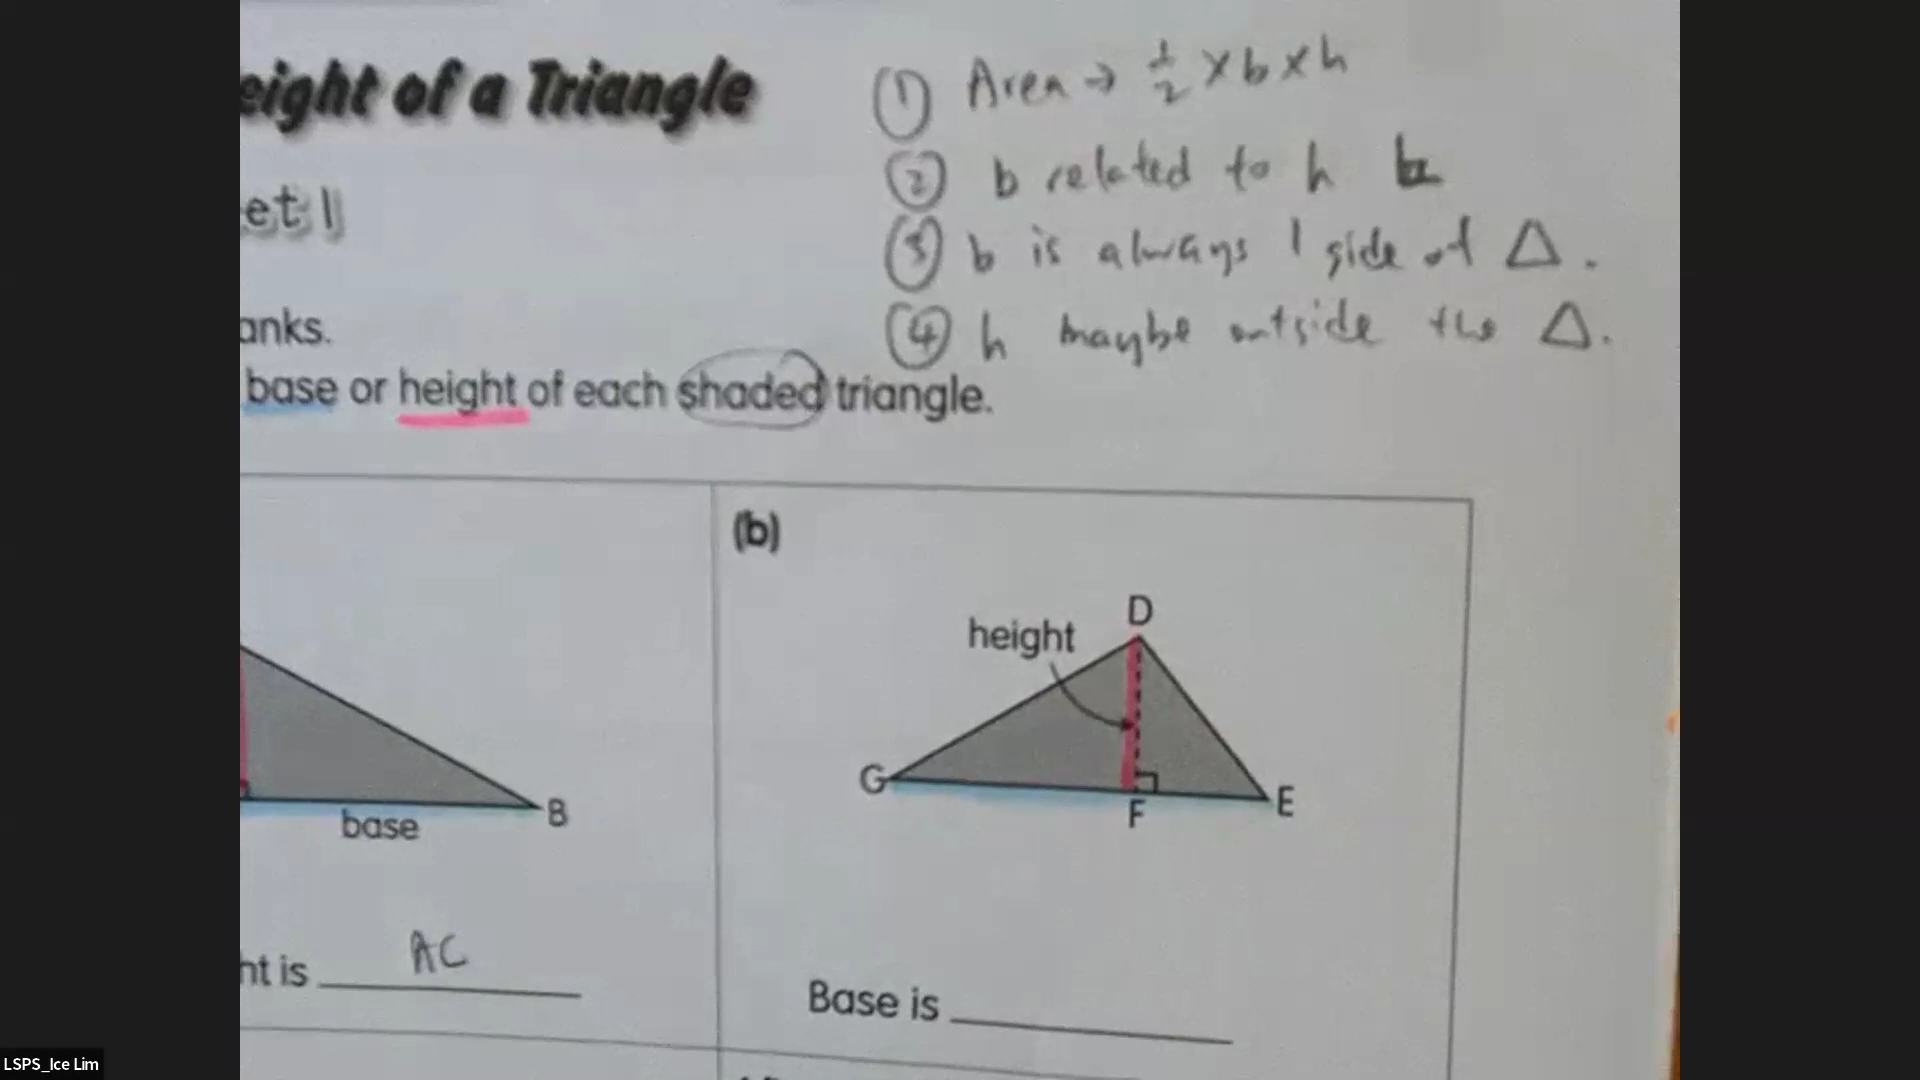 eight of a Triangle
① Area → 1/2 × b × h
② b related to h
et 1
③ b is always 1 side of △.
anks.
④ h maybe outside the △.
base or height of each shaded triangle.
(b)
D
height
G
F
E
B
base
ht is AC
Base is
LSPS_Ice Lim